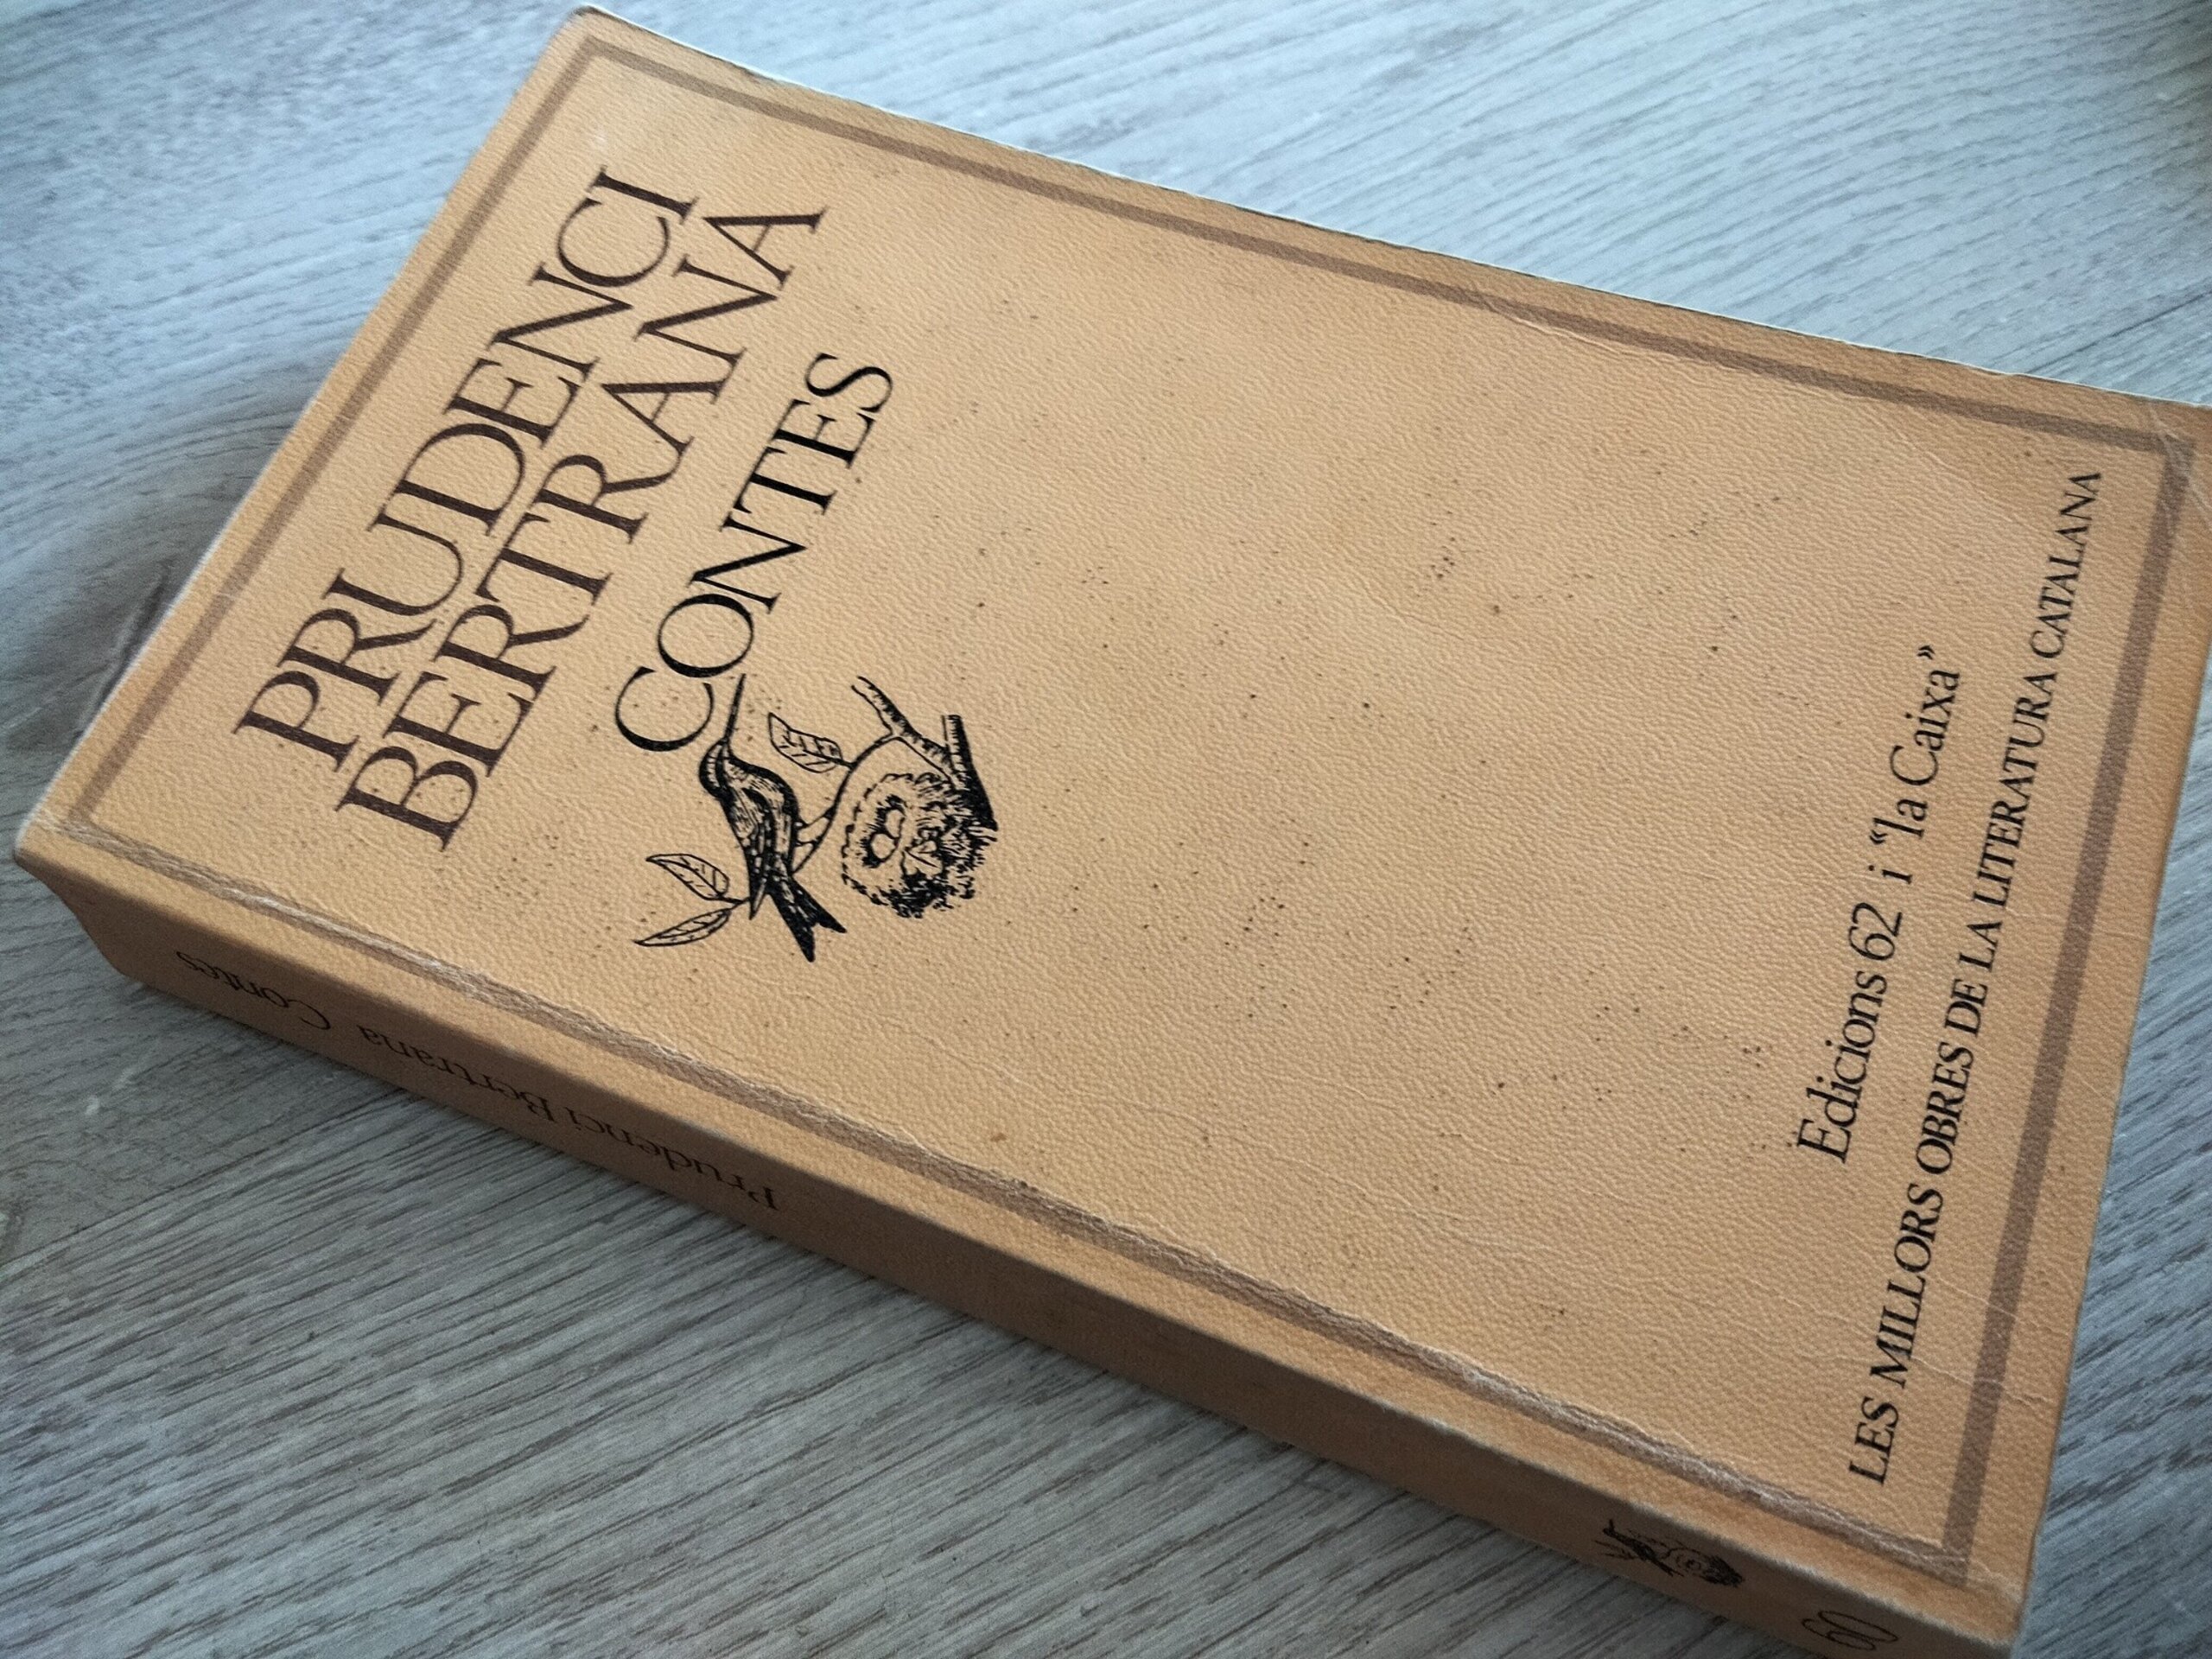 PRUDENCI
BERTRANA
CONTES
Edicions 62 i “la Caixa”
LES MILLORS OBRES DE LA LITERATURA CATALANA
Prudenci Bertrana Contes
60